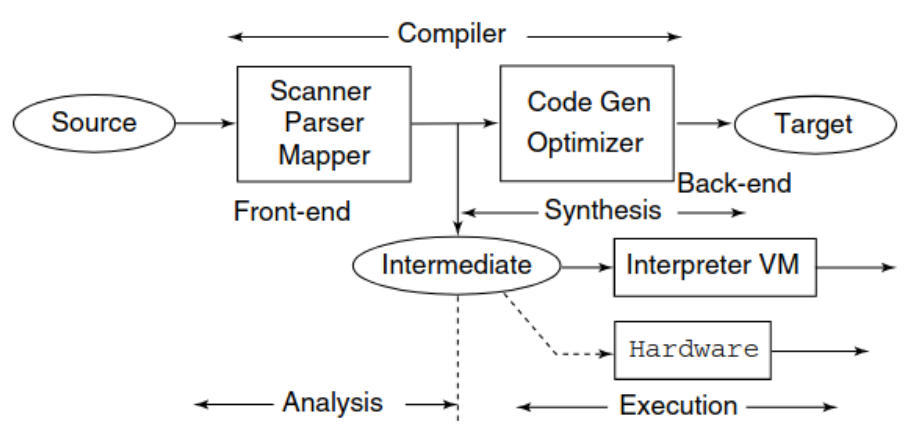 Compiler
Source
Scanner
Parser
Mapper
Code Gen
Optimizer
Target
Front-end
Back-end
Synthesis
Intermediate
Interpreter VM
Hardware
Analysis
Execution